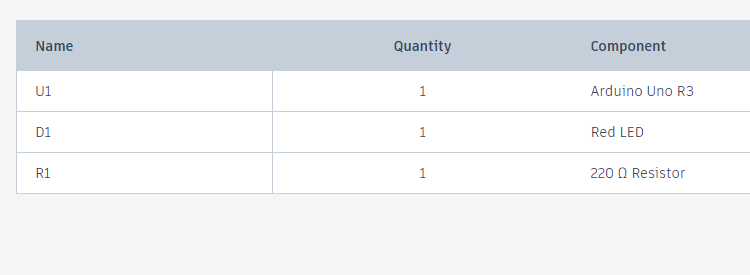 Name Quantity Component
U1 1 Arduino Uno R3
D1 1 Red LED
R1 1 220 Ω Resistor